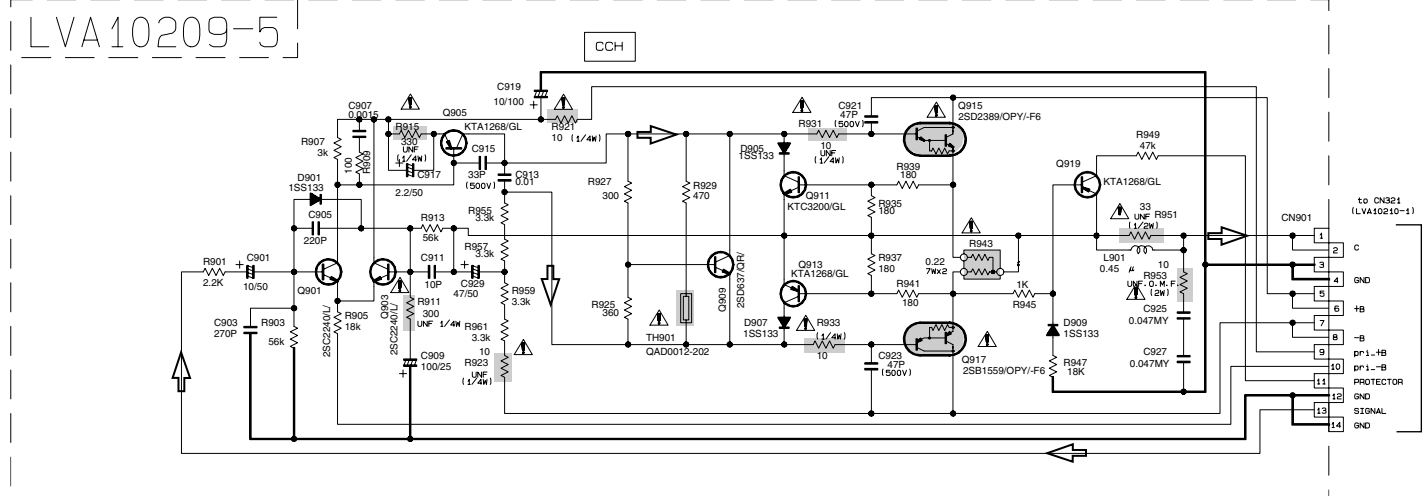 LVA10209-5
CCH
C919
10/100
R921
10 (1/4W)
C907
0.0015
R915
330
UNF
(1/4W)
Q905
KTA1268/GL
R907
3k
100
R909
C917
2.2/50
C915
33P
(500V)
C913
0.01
D901
1SS133
C905
220P
R913
56k
R955
3.3k
R957
3.3k
R901
2.2K
C901
10/50
Q901
2SC2240/L/
Q903
2SC2240/L/
C911
10P
C929
47/50
R959
3.3k
C903
270P
R903
56k
R905
18k
R911
300
UNF 1/4W
C909
100/25
R961
3.3k
10
R923
UNF
(1/4W)
R927
300
R929
470
R925
360
TH901
QAD0012-202
Q909
2SD637/QR/
D905
1SS133
R931
10
UNF
(1/4W)
C921
47P
(500V)
Q915
2SD2389/OPY/-F6
Q911
KTC3200/GL
R939
180
R935
180
Q913
KTA1268/GL
R937
180
R941
180
D907
1SS133
R933
(1/4W)
10
C923
47P
(500V)
Q917
2SB1559/OPY/-F6
R943
0.22
7Wx2
1K
R945
Q919
KTA1268/GL
R949
47k
D909
1SS133
R947
18K
33
UNF
(1/2W)
R951
L901
0.45 μ
10
R953
UNF.O.M.F
(2W)
C925
0.047MY
C927
0.047MY
CN901
to CN321
(LVA10210-1)
1
2 C
3
4 GND
5
6 +B
7
8 -B
9 pri.+B
10 pri.-B
11 PROTECTOR
12 GND
13 SIGNAL
14 GND